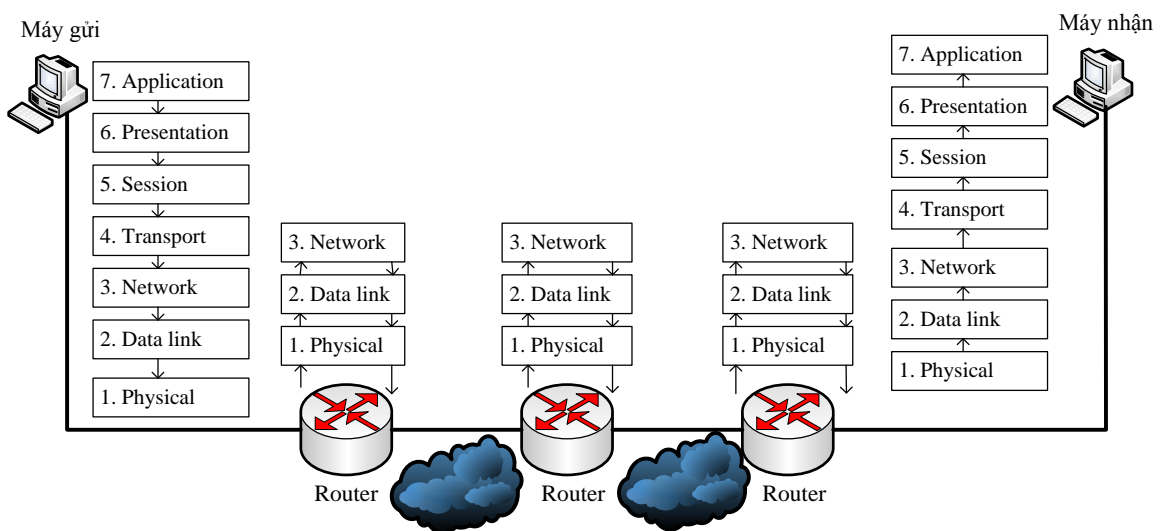 Máy gửi
7. Application
6. Presentation
5. Session
4. Transport
3. Network
2. Data link
1. Physical
3. Network
2. Data link
1. Physical
Router
3. Network
2. Data link
1. Physical
Router
3. Network
2. Data link
1. Physical
Router
Máy nhận
7. Application
6. Presentation
5. Session
4. Transport
3. Network
2. Data link
1. Physical